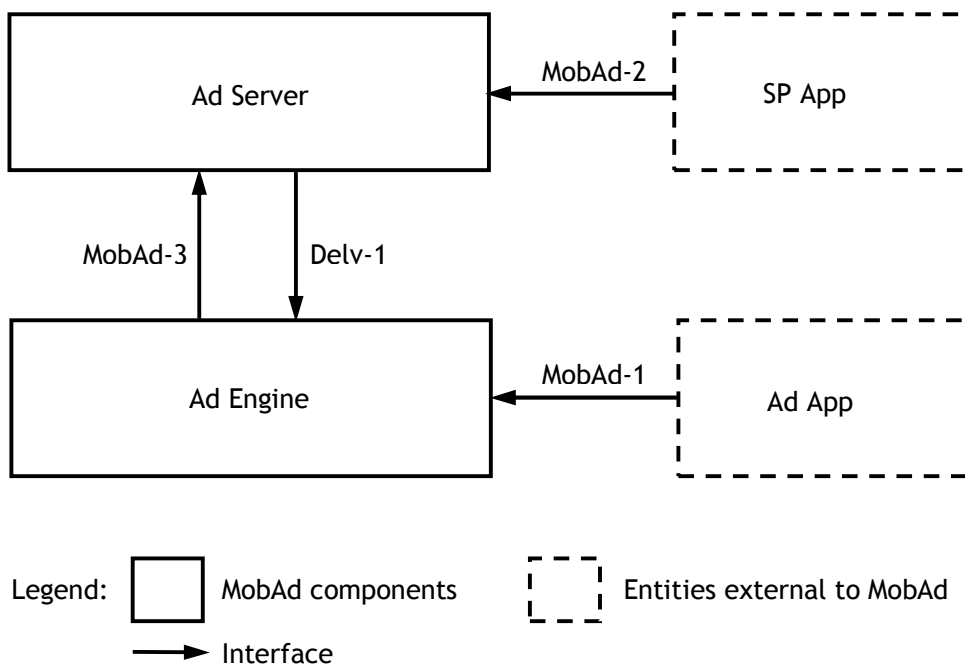 Ad Server
MobAd-2
SP App
MobAd-3
Delv-1
Ad Engine
MobAd-1
Ad App
Legend:
MobAd components
Entities external to MobAd
Interface